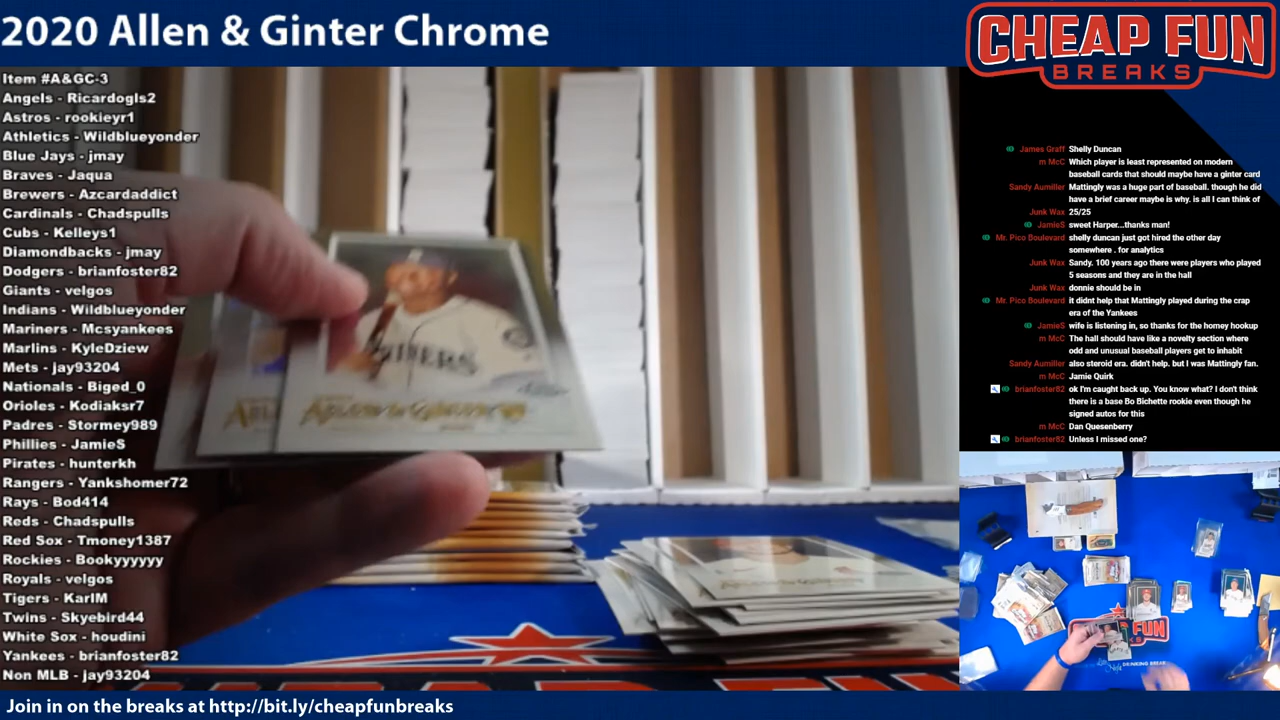 2020 Allen & Ginter Chrome
CHEAP FUN
BREAKS
Item #A&GC-3
Angels - Ricardogls2
Astros - rookieyr1
Athletics - Wildblueyonder
Blue Jays - jmay
Braves - Jaqua
Brewers - Azcardaddict
Cardinals - Chadspulls
Cubs - Kelleys1
Diamondbacks - jmay
Dodgers - brianfoster82
Giants - velgos
Indians - Wildblueyonder
Mariners - Mcsyankees
Marlins - KyleDziew
Mets - jay93204
Nationals - Biged_0
Orioles - Kodiaksr7
Padres - Stormey989
Phillies - JamieS
Pirates - hunterkh
Rangers - Yankshomer72
Rays - Bod414
Reds - Chadspulls
Red Sox - Tmoney1387
Rockies - Bookyyyyyy
Royals - velgos
Tigers - KarlM
Twins - Skyebird44
White Sox - houdini
Yankees - brianfoster82
Non MLB - jay93204
James Graff Shelly Duncan
m McC Which player is least represented on modern
baseball cards that should maybe have a ginter card
Sandy Aumiller Mattingly was a huge part of baseball. though he did
have a brief career maybe is why. is all I can think of
Junk Wax 25/25
JamieS sweet Harper...thanks man!
Mr. Pico Boulevard shelly duncan just got hired the other day
somewhere . for analytics
Junk Wax Sandy. 100 years ago there were players who played
5 seasons and they are in the hall
Junk Wax donnie should be in
Mr. Pico Boulevard it didnt help that Mattingly played during the crap
era of the Yankees
JamieS wife is listening in, so thanks for the homey hookup
m McC The hall should have like a novelty section where
odd and unusual baseball players get to inhabit
Sandy Aumiller also steroid era. didn't help. but I was Mattingly fan.
m McC Jamie Quirk
brianfoster82 ok I'm caught back up. You know what? I don't think
there is a base Bo Bichette rookie even though he
signed autos for this
m McC Dan Quesenberry
brianfoster82 Unless I missed one?
FUN
DRINKING BREAK
Join in on the breaks at http://bit.ly/cheapfunbreaks